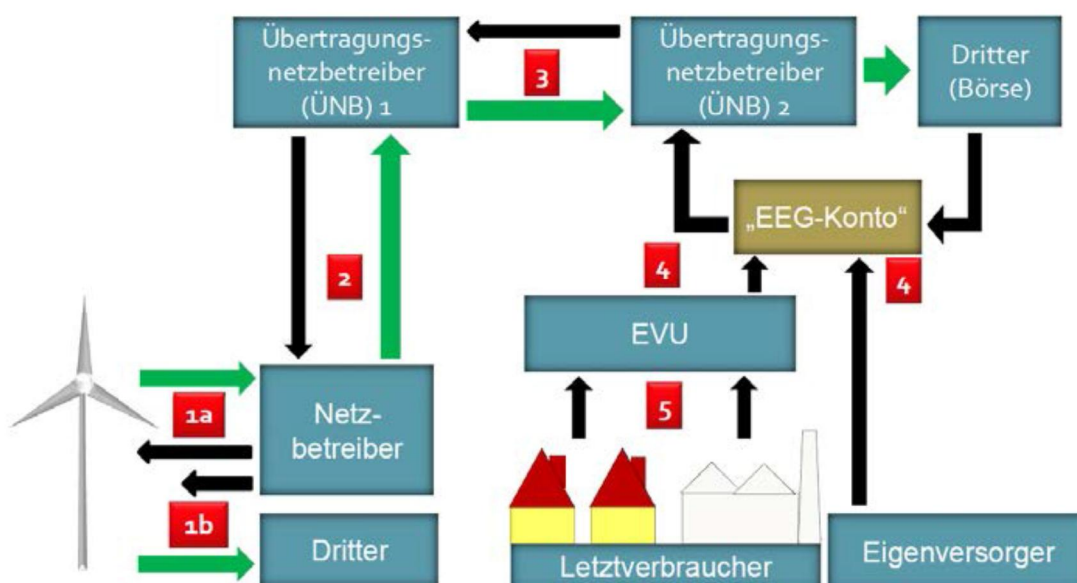 Übertragungs-
netzbetreiber
(ÜNB) 1
3
Übertragungs-
netzbetreiber
(ÜNB) 2
Dritter
(Börse)
„EEG-Konto“
2
4
4
EVU
1a
Netz-
betreiber
5
1b
Dritter
Letztverbraucher
Eigenversorger